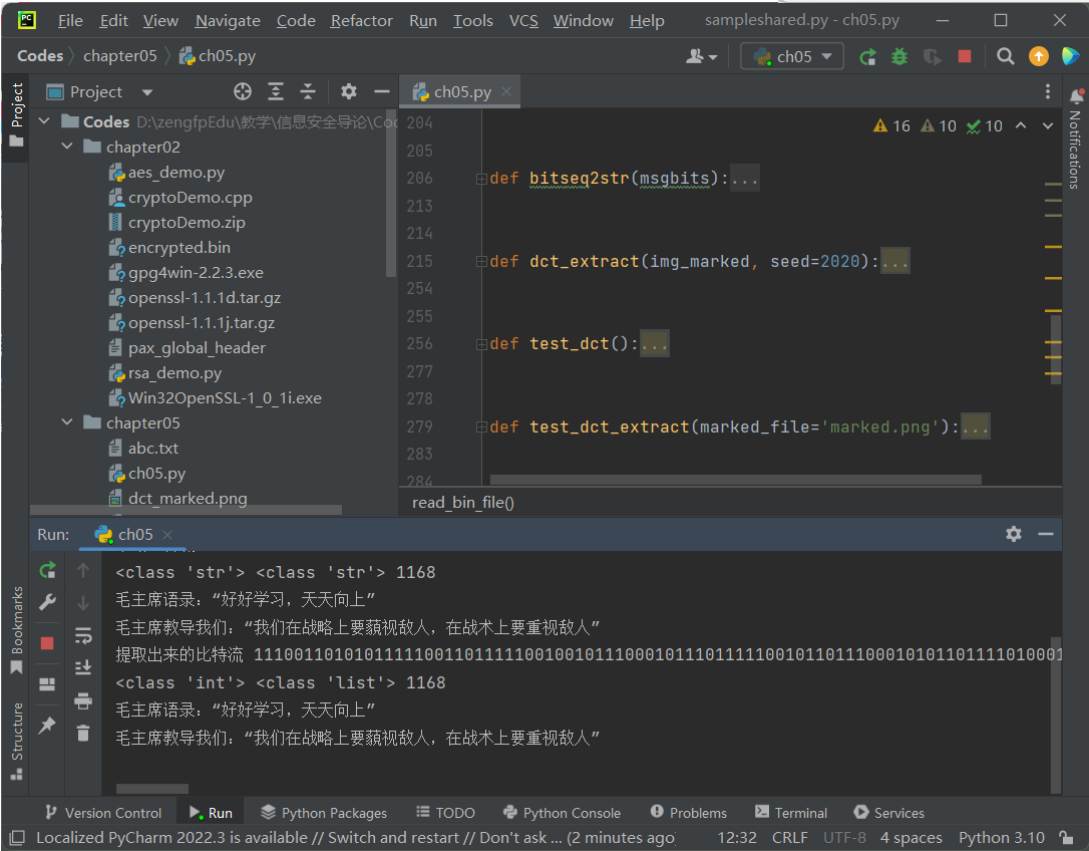 PC File Edit View Navigate Code Refactor Run Tools VCS Window Help sampleshared.py - ch05.py
Codes chapter05 ch05.py ch05
Project
Project ch05.py
Codes D:\zengfpEdu\教学\信息安全导论\Coc
chapter02
aes_demo.py
cryptoDemo.cpp
cryptoDemo.zip
encrypted.bin
gpg4win-2.2.3.exe
openssl-1.1.1d.tar.gz
openssl-1.1.1j.tar.gz
pax_global_header
rsa_demo.py
Win32OpenSSL-1_0_1i.exe
chapter05
abc.txt
ch05.py
dct_marked.png
16 10 10
204
205
206 def bitseq2str(msgbits):...
213
214
215 def dct_extract(img_marked, seed=2020):...
254
255
256 def test_dct():...
277
278
279 def test_dct_extract(marked_file='marked.png'):...
283
284
read_bin_file()
Notifications
Run: ch05
<class 'str'> <class 'str'> 1168
毛主席语录：“好好学习，天天向上”
毛主席教导我们：“我们在战略上要藐视敌人，在战术上要重视敌人”
提取出来的比特流 11100110101011111100110111111001001011100010111011111001011011100010101101111010001
<class 'int'> <class 'list'> 1168
毛主席语录：“好好学习，天天向上”
毛主席教导我们：“我们在战略上要藐视敌人，在战术上要重视敌人”
Bookmarks
Structure
Version Control Run Python Packages TODO Python Console Problems Terminal Services
Localized PyCharm 2022.3 is available // Switch and restart // Don't ask ... (2 minutes ago 12:32 CRLF UTF-8 4 spaces Python 3.10